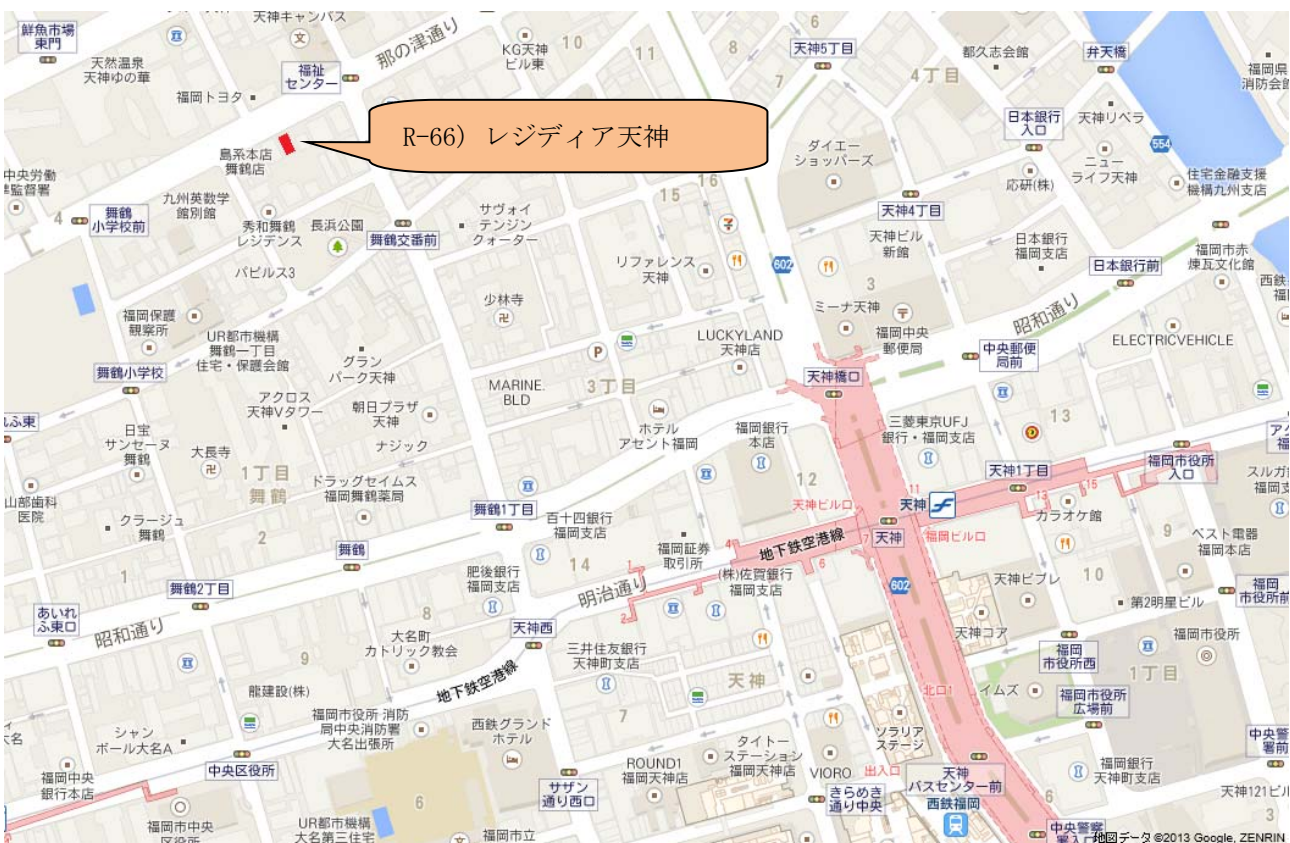 鮮魚市場
東門
天然温泉
天神ゆの華
天神キャンパス
福祉
センター
福岡トヨタ
那の津通り
KG天神
ビル東
10
11
8
7
6
天神5丁目
4丁目
都久志会館
弁天橋
福岡県
消防会
R-66) レジディア天神
島系本店
舞鶴店
九州英数学
館別館
中央労働
監督署
4
舞鶴
小学校前
秀和舞鶴
レジデンス
長浜公園
舞鶴交番前
パピルス3
サヴォイ
テンジン
クォーター
15
16
ダイエー
ショッパーズ
日本銀行
入口
天神リベラ
554
ニュー
ライフ天神
応研(株)
住宅金融支援
機構九州支店
天神4丁目
天神ビル
新館
日本銀行
福岡支店
日本銀行前
福岡市赤
煉瓦文化館
西鉄
福
リファレンス
天神
602
3
ミーナ天神
福岡中央
郵便局
昭和通り
中央郵便
局前
ELECTRICVEHICLE
福岡保護
観察所
UR都市機構
舞鶴一丁目
住宅・保護会館
少林寺
P
LUCKYLAND
天神店
グラン
パーク天神
舞鶴小学校
アクロス
天神Vタワー
朝日プラザ
天神
MARINE.
BLD
3丁目
天神橋口
ふ東
日宝
サンセーヌ
舞鶴
大長寺
ナジック
ホテル
アセント福岡
福岡銀行
本店
三菱東京UFJ
銀行・福岡支店
13
1丁目
舞鶴
ドラッグセイムス
福岡舞鶴薬局
山部歯科
医院
クラージュ
舞鶴
2
舞鶴1丁目
百十四銀行
福岡支店
12
天神ビル口
11
天神
天神1丁目
福岡市役所
入口
スルガ
福岡支
13
15
カラオケ館
9
ベスト電器
福岡本店
舞鶴
福岡証券
取引所
4
地下鉄空港線
7
天神
福岡ビル口
1
舞鶴2丁目
肥後銀行
福岡支店
14
1
2
明治通り
(株)佐賀銀行
福岡支店
6
602
天神ビブレ
10
第2明星ビル
福岡
市役所前
あいれ
ふ東口
昭和通り
8
大名町
カトリック教会
天神西
三井住友銀行
天神町支店
天神コア
福岡
市役所西
福岡市役所
1丁目
9
龍建設(株)
地下鉄空港線
天神
7
北口1
イムズ
福岡市役所
広場前
シャン
ボール大名A
福岡市役所 消防
局中央消防署
大名出張所
西鉄グランド
ホテル
ソラリア
ステージ
中央警
署前
中央区役所
福岡中央
銀行本店
サザン
通り西口
ROUND1
福岡天神店
タイトー
ステーション
福岡天神店
VIORO
出入口
きらめき
通り中央
天神
バスセンター前
西鉄福岡
福岡銀行
天神町支店
天神121ビル
福岡市中央
区役所
UR都市機構
大名第三住宅
6
福岡市立
中央警察
署入口
3
地図データ ©2013 Google, ZENRIN